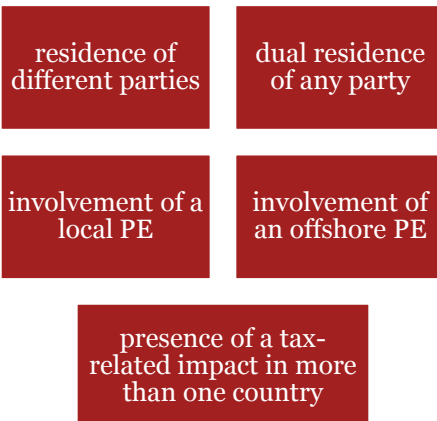 residence of
different parties
dual residence
of any party
involvement of a
local PE
involvement of
an offshore PE
presence of a tax-
related impact in more
than one country